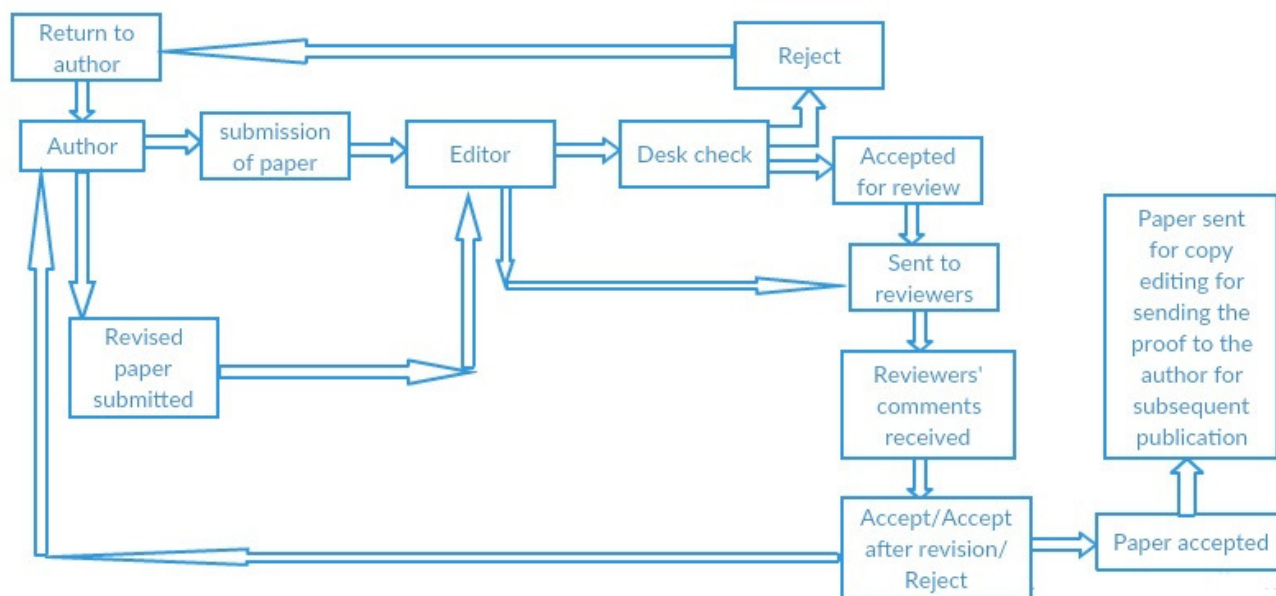 Return to
author
Reject
Author
submission
of paper
Editor
Desk check
Accepted
for review
Sent to
reviewers
Revised
paper
submitted
Reviewers'
comments
received
Accept/Accept
after revision/
Reject
Paper accepted
Paper sent
for copy
editing for
sending the
proof to the
author for
subsequent
publication